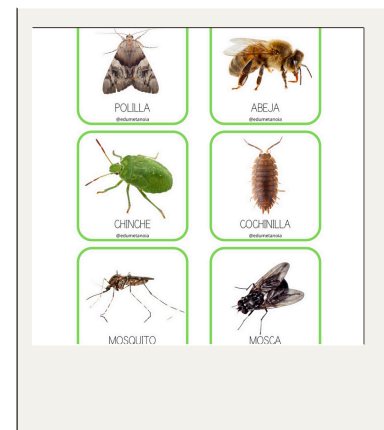 POLILLA
@edumetanoia
ABEJA
@edumetanoia
CHINCHE
@edumetanoia
COCHINILLA
@edumetanoia
MOSQUITO
MOSCA